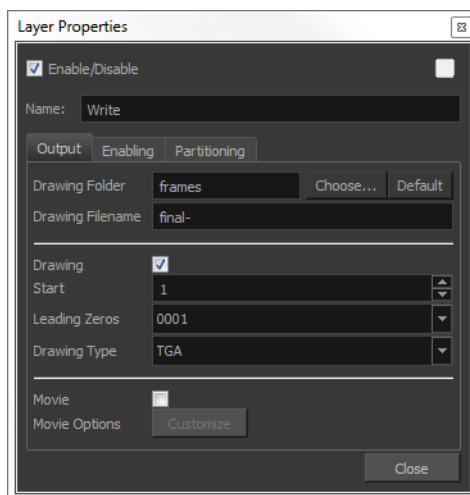 Layer Properties
Enable/Disable
Name: Write
Output Enabling Partitioning
Drawing Folder frames Choose... Default
Drawing Filename final-
Drawing
Start 1
Leading Zeros 0001
Drawing Type TGA
Movie
Movie Options Customize
Close